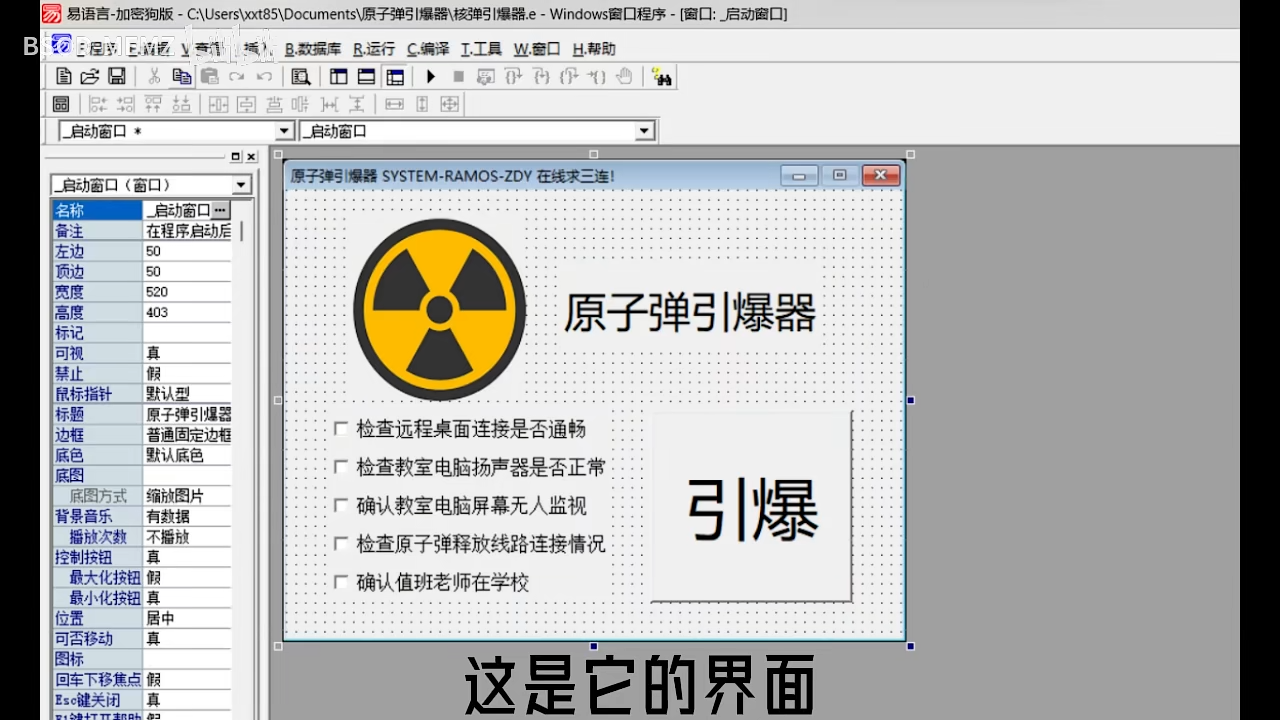 易语言-加密狗版 - C:\Users\xxt85\Documents\原子弹引爆器\核弹引爆器.e - Windows窗口程序 - [窗口: _启动窗口]
B.数据库 R.运行 C.编译 T.工具 W.窗口 H.帮助
_启动窗口 *
_启动窗口
_启动窗口（窗口）
名称 _启动窗口 ...
备注 在程序启动后
左边 50
顶边 50
宽度 520
高度 403
标记
可视 真
禁止 假
鼠标指针 默认型
标题 原子弹引爆器
边框 普通固定边框
底色 默认底色
底图
底图方式 缩放图片
背景音乐 有数据
播放次数 不播放
控制按钮 真
最大化按钮 假
最小化按钮 真
位置 居中
可否移动 真
图标
回车下移焦点 假
Esc键关闭 真
F1键打开帮助 假
原子弹引爆器 SYSTEM-RAMOS-ZDY 在线求三连!
原子弹引爆器
检查远程桌面连接是否通畅
检查教室电脑扬声器是否正常
确认教室电脑屏幕无人监视
检查原子弹释放线路连接情况
确认值班老师在学校
引爆
这是它的界面